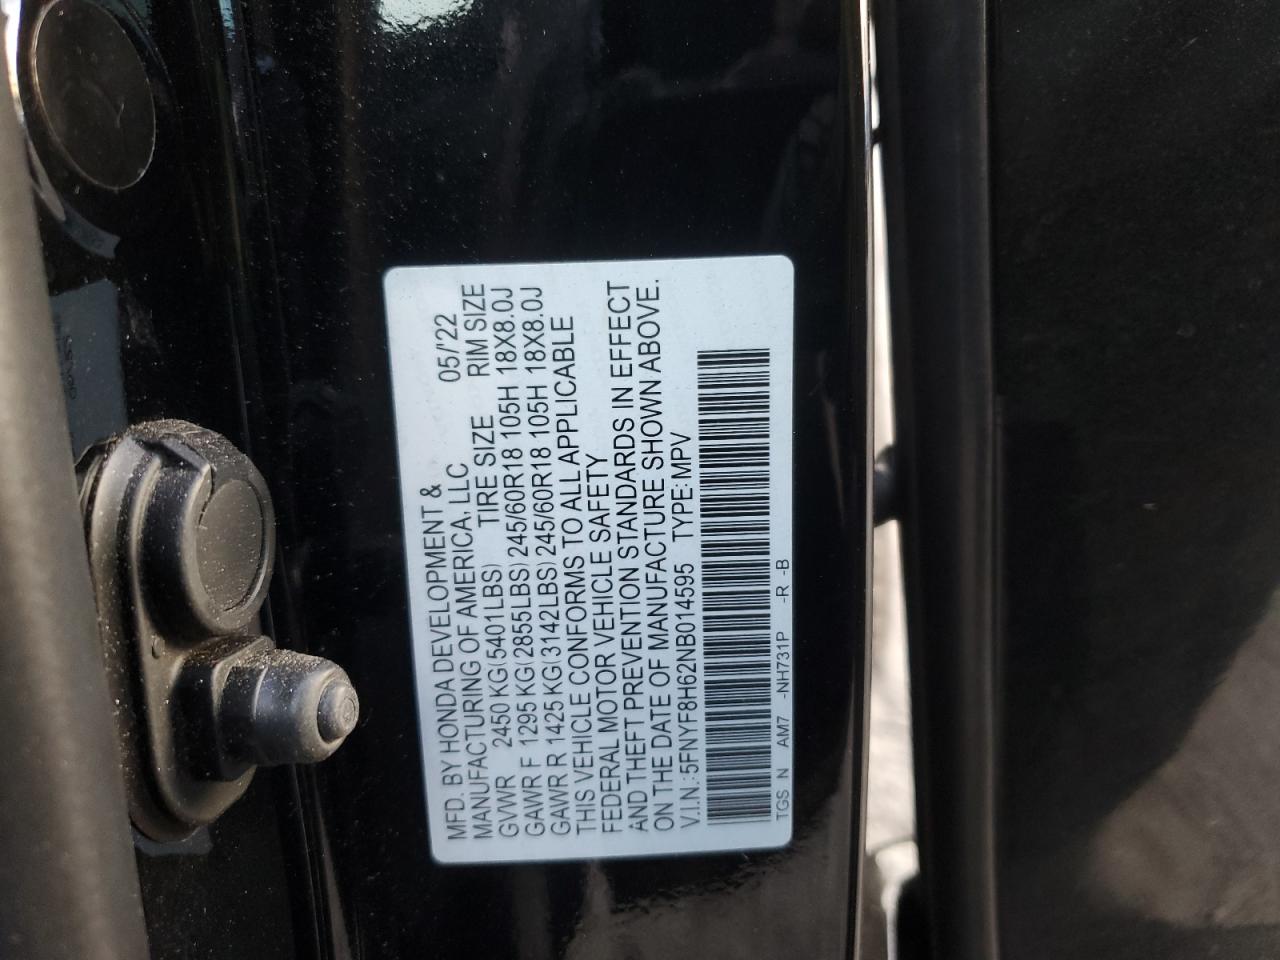 MFD. BY HONDA DEVELOPMENT & 05/'22
MANUFACTURING OF AMERICA, LLC
GVWR 2450 KG(5401LBS) TIRE SIZE RIM SIZE
GAWR F 1295 KG(2855LBS) 245/60R18 105H 18X8.0J
GAWR R 1425 KG(3142LBS) 245/60R18 105H 18X8.0J
THIS VEHICLE CONFORMS TO ALL APPLICABLE
FEDERAL MOTOR VEHICLE SAFETY
AND THEFT PREVENTION STANDARDS IN EFFECT
ON THE DATE OF MANUFACTURE SHOWN ABOVE.
V.I.N.:5FNYF8H62NB014595 TYPE:MPV
TGS N AM7 -NH731P -R -B